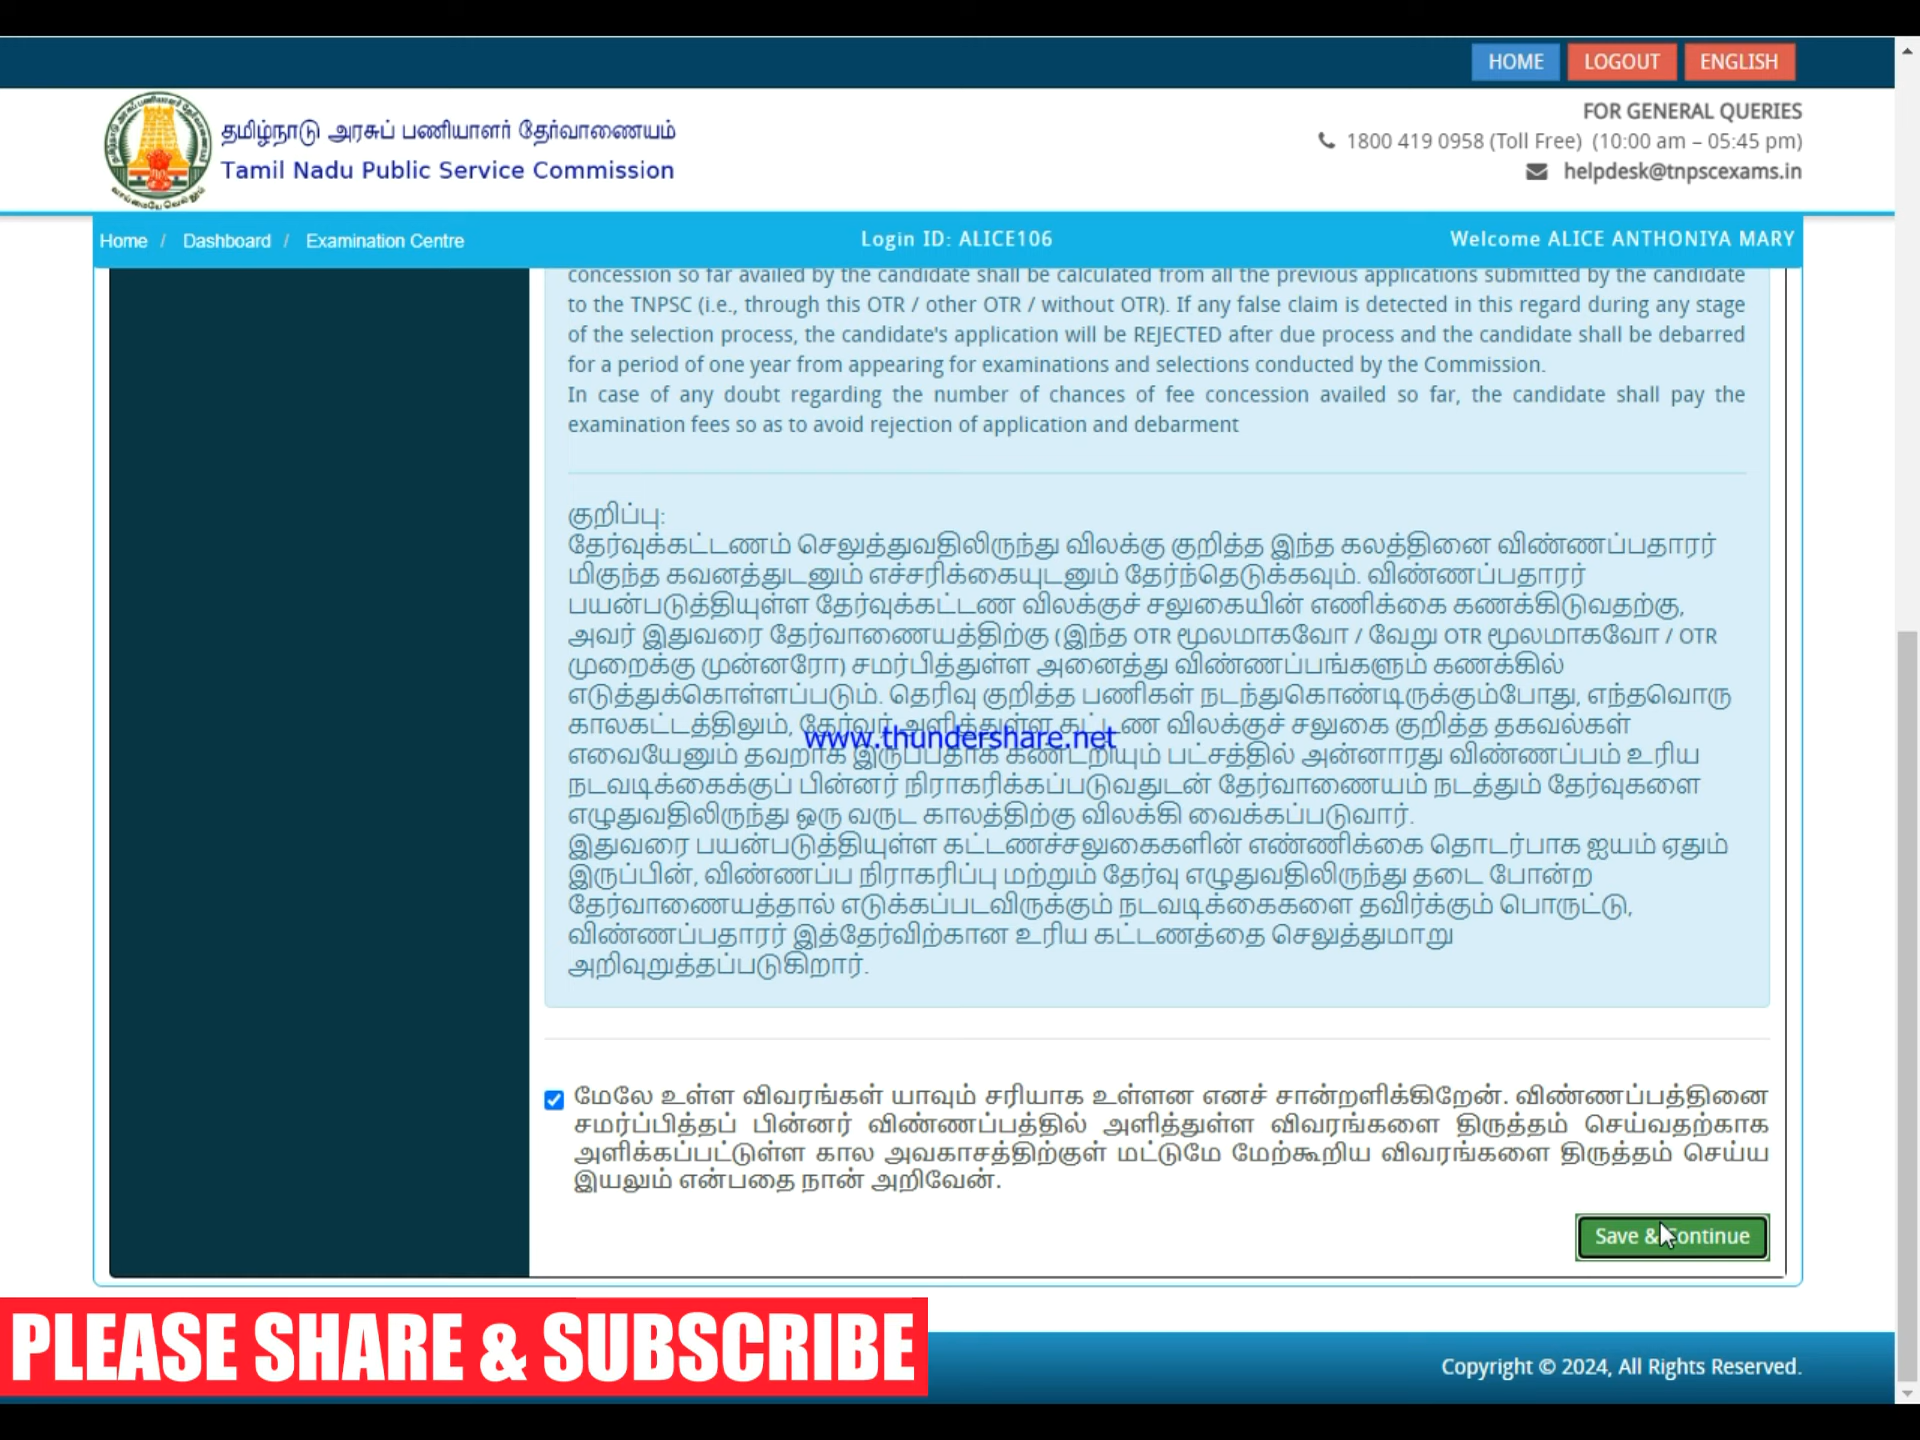 HOME LOGOUT ENGLISH
தமிழ்நாடு அரசுப் பணியாளர் தேர்வாணையம்
Tamil Nadu Public Service Commission
FOR GENERAL QUERIES
1800 419 0958 (Toll Free) (10:00 am – 05:45 pm)
helpdesk@tnpscexams.in
Home / Dashboard / Examination Centre
Login ID: ALICE106
Welcome ALICE ANTHONIYA MARY
concession so far availed by the candidate shall be calculated from all the previous applications submitted by the candidate
to the TNPSC (i.e., through this OTR / other OTR / without OTR). If any false claim is detected in this regard during any stage
of the selection process, the candidate's application will be REJECTED after due process and the candidate shall be debarred
for a period of one year from appearing for examinations and selections conducted by the Commission.
In case of any doubt regarding the number of chances of fee concession availed so far, the candidate shall pay the
examination fees so as to avoid rejection of application and debarment
குறிப்பு:
தேர்வுக்கட்டணம் செலுத்துவதிலிருந்து விலக்கு குறித்த இந்த கலத்தினை விண்ணப்பதாரர்
மிகுந்த கவனத்துடனும் எச்சரிக்கையுடனும் தேர்ந்தெடுக்கவும். விண்ணப்பதாரர்
பயன்படுத்தியுள்ள தேர்வுக்கட்டண விலக்குச் சலுகையின் எணிக்கை கணக்கிடுவதற்கு,
அவர் இதுவரை தேர்வாணையத்திற்கு (இந்த OTR மூலமாகவோ / வேறு OTR மூலமாகவோ / OTR
முறைக்கு முன்னரோ) சமர்பித்துள்ள அனைத்து விண்ணப்பங்களும் கணக்கில்
எடுத்துக்கொள்ளப்படும். தெரிவு குறித்த பணிகள் நடந்துகொண்டிருக்கும்போது, எந்தவொரு
காலகட்டத்திலும், தேர்வர் அளித்துள்ள கட்டண விலக்குச் சலுகை குறித்த தகவல்கள்
www.thundershare.net
எவையேனும் தவறாக இருப்பதாக கண்டறியும் பட்சத்தில் அன்னாரது விண்ணப்பம் உரிய
நடவடிக்கைக்குப் பின்னர் நிராகரிக்கப்படுவதுடன் தேர்வாணையம் நடத்தும் தேர்வுகளை
எழுதுவதிலிருந்து ஒரு வருட காலத்திற்கு விலக்கி வைக்கப்படுவார்.
இதுவரை பயன்படுத்தியுள்ள கட்டணச்சலுகைகளின் எண்ணிக்கை தொடர்பாக ஐயம் ஏதும்
இருப்பின், விண்ணப்ப நிராகரிப்பு மற்றும் தேர்வு எழுதுவதிலிருந்து தடை போன்ற
தேர்வாணையத்தால் எடுக்கப்படவிருக்கும் நடவடிக்கைகளை தவிர்க்கும் பொருட்டு,
விண்ணப்பதாரர் இத்தேர்விற்கான உரிய கட்டணத்தை செலுத்துமாறு
அறிவுறுத்தப்படுகிறார்.
மேலே உள்ள விவரங்கள் யாவும் சரியாக உள்ளன எனச் சான்றளிக்கிறேன். விண்ணப்பத்தினை
சமர்ப்பித்தப் பின்னர் விண்ணப்பத்தில் அளித்துள்ள விவரங்களை திருத்தம் செய்வதற்காக
அளிக்கப்பட்டுள்ள கால அவகாசத்திற்குள் மட்டுமே மேற்கூறிய விவரங்களை திருத்தம் செய்ய
இயலும் என்பதை நான் அறிவேன்.
Save & Continue
PLEASE SHARE & SUBSCRIBE
Copyright © 2024, All Rights Reserved.